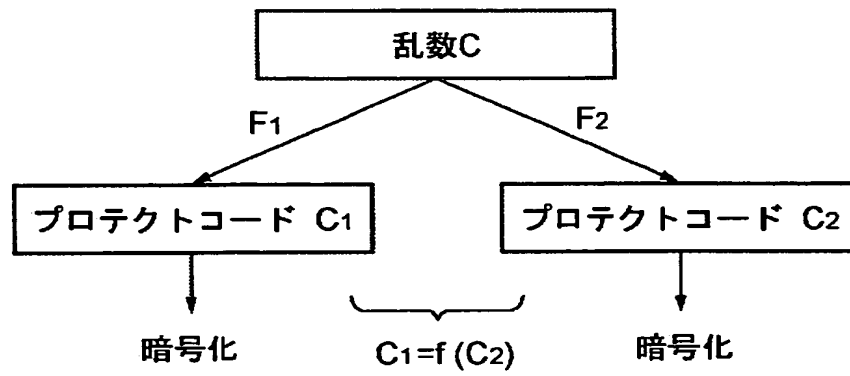 乱数C
F1
F2
プロテクトコード C1
プロテクトコード C2
暗号化
C1=f (C2)
暗号化